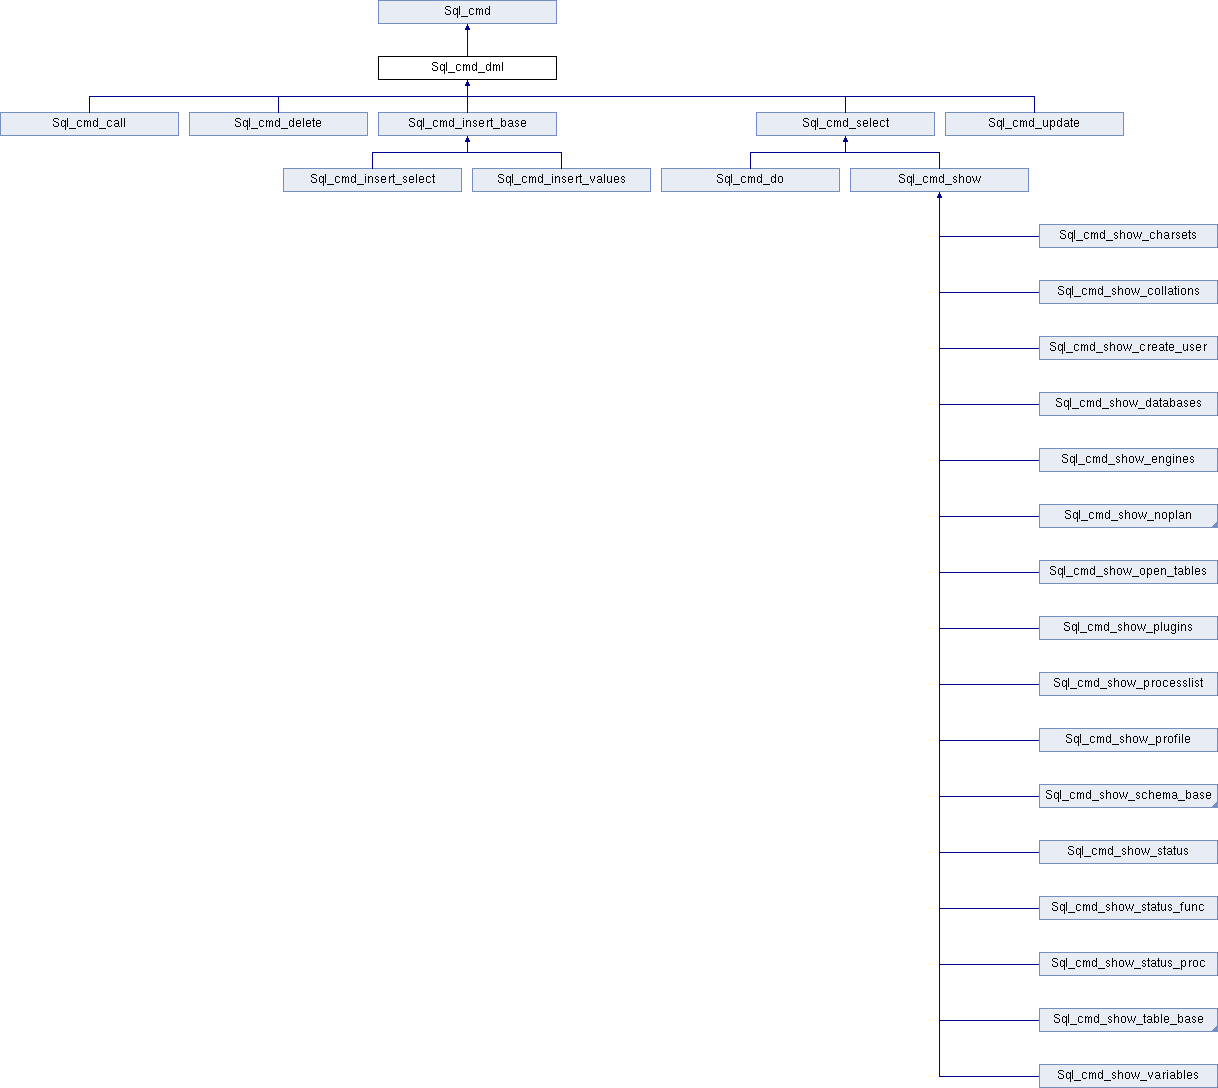 Sql_cmd
Sql_cmd_dml
Sql_cmd_call
Sql_cmd_delete
Sql_cmd_insert_base
Sql_cmd_select
Sql_cmd_update
Sql_cmd_insert_select
Sql_cmd_insert_values
Sql_cmd_do
Sql_cmd_show
Sql_cmd_show_charsets
Sql_cmd_show_collations
Sql_cmd_show_create_user
Sql_cmd_show_databases
Sql_cmd_show_engines
Sql_cmd_show_noplan
Sql_cmd_show_open_tables
Sql_cmd_show_plugins
Sql_cmd_show_processlist
Sql_cmd_show_profile
Sql_cmd_show_schema_base
Sql_cmd_show_status
Sql_cmd_show_status_func
Sql_cmd_show_status_proc
Sql_cmd_show_table_base
Sql_cmd_show_variables